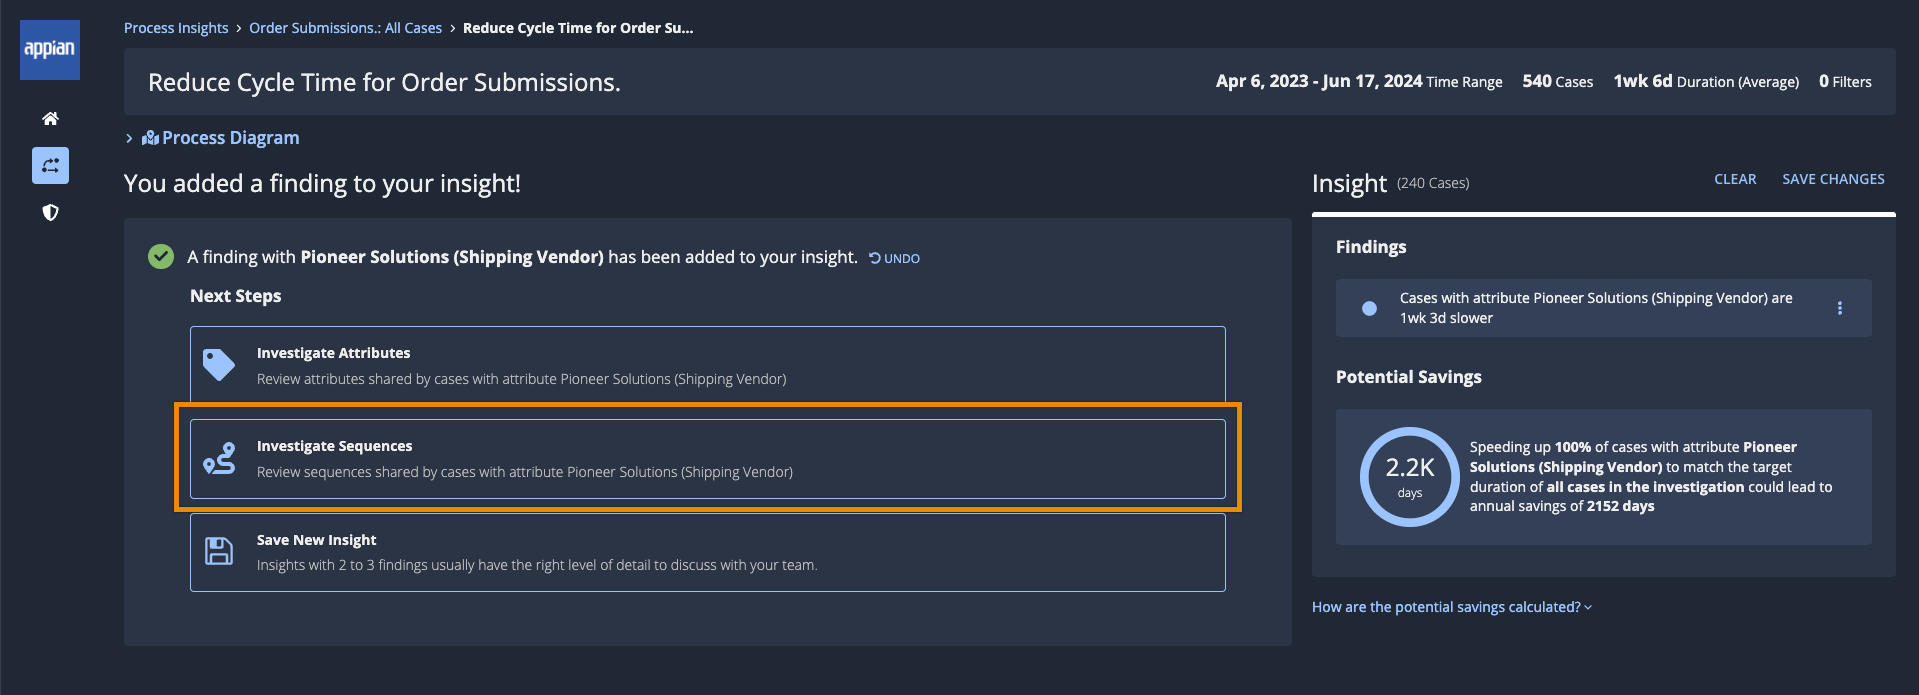 appian
Process Insights › Order Submissions.: All Cases › Reduce Cycle Time for Order Su...
Reduce Cycle Time for Order Submissions.
Apr 6, 2023 - Jun 17, 2024 Time Range 540 Cases 1wk 6d Duration (Average) 0 Filters
Process Diagram
You added a finding to your insight!
A finding with Pioneer Solutions (Shipping Vendor) has been added to your insight. UNDO
Next Steps
Investigate Attributes
Review attributes shared by cases with attribute Pioneer Solutions (Shipping Vendor)
Investigate Sequences
Review sequences shared by cases with attribute Pioneer Solutions (Shipping Vendor)
Save New Insight
Insights with 2 to 3 findings usually have the right level of detail to discuss with your team.
Insight (240 Cases)
CLEAR SAVE CHANGES
Findings
Cases with attribute Pioneer Solutions (Shipping Vendor) are
1wk 3d slower
Potential Savings
2.2K
days
Speeding up 100% of cases with attribute Pioneer
Solutions (Shipping Vendor) to match the target
duration of all cases in the investigation could lead to
annual savings of 2152 days
How are the potential savings calculated?